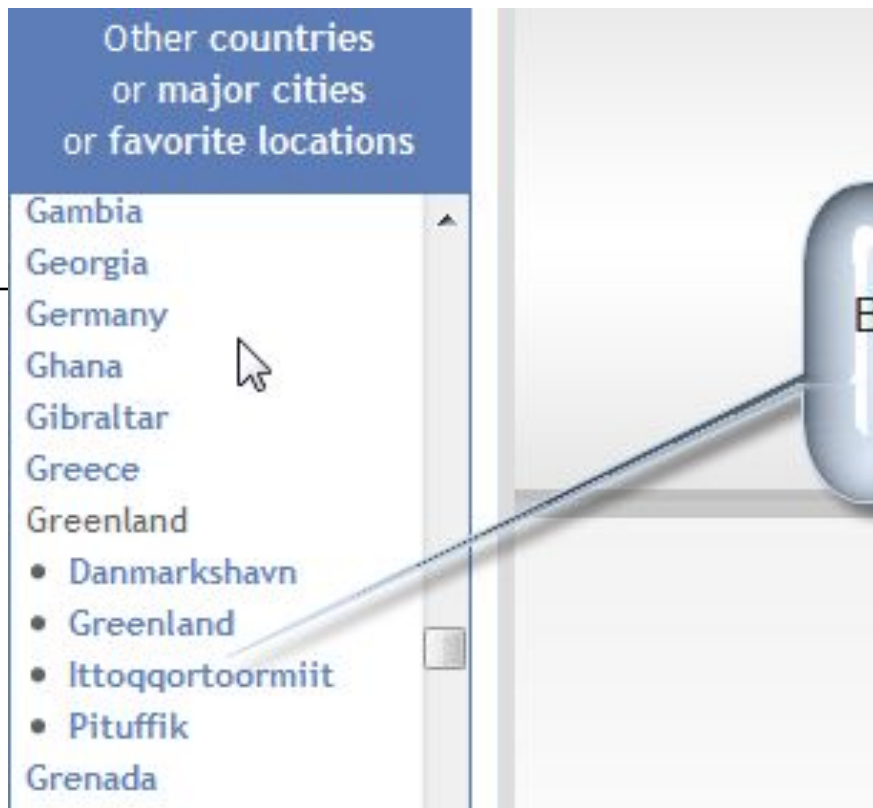 Other countries
or major cities
or favorite locations
Gambia
Georgia
Germany
Ghana
Gibraltar
Greece
Greenland
• Danmarkshavn
• Greenland
• Ittoqqortoormiit
• Pituffik
Grenada